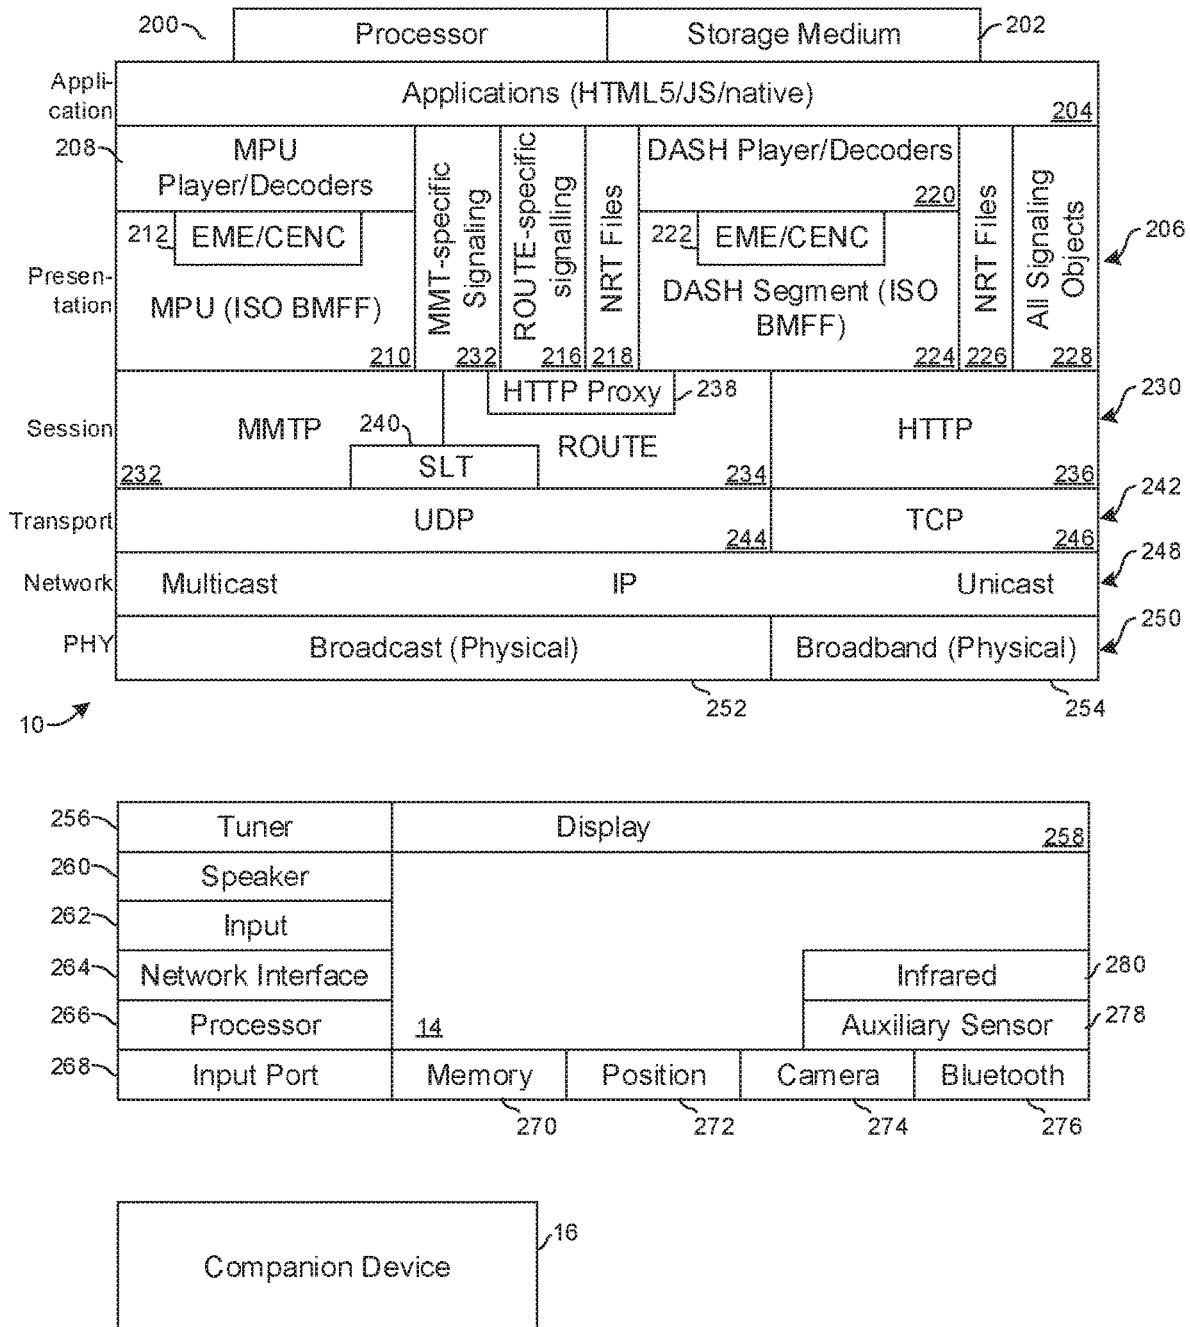 200
Processor
Storage Medium
202
Appli-
cation
Applications (HTML5/JS/native)
204
208
MPU
Player/Decoders
MMT-specific
Signaling
232
ROUTE-specific
signalling
216
NRT Files
218
DASH Player/Decoders
220
NRT Files
226
All Signaling
Objects
228
206
Presen-
tation
212
EME/CENC
MPU (ISO BMFF)
210
222
EME/CENC
DASH Segment (ISO
BMFF)
224
Session
MMTP
232
240
SLT
HTTP Proxy
238
ROUTE
234
HTTP
236
230
Transport
UDP
244
TCP
246
242
Network
Multicast
IP
Unicast
248
PHY
Broadcast (Physical)
Broadband (Physical)
250
252
254
10
256
Tuner
Display
258
260
Speaker
262
Input
264
Network Interface
Infrared
280
266
Processor
14
Auxiliary Sensor
278
268
Input Port
Memory
Position
Camera
Bluetooth
270
272
274
276
16
Companion Device